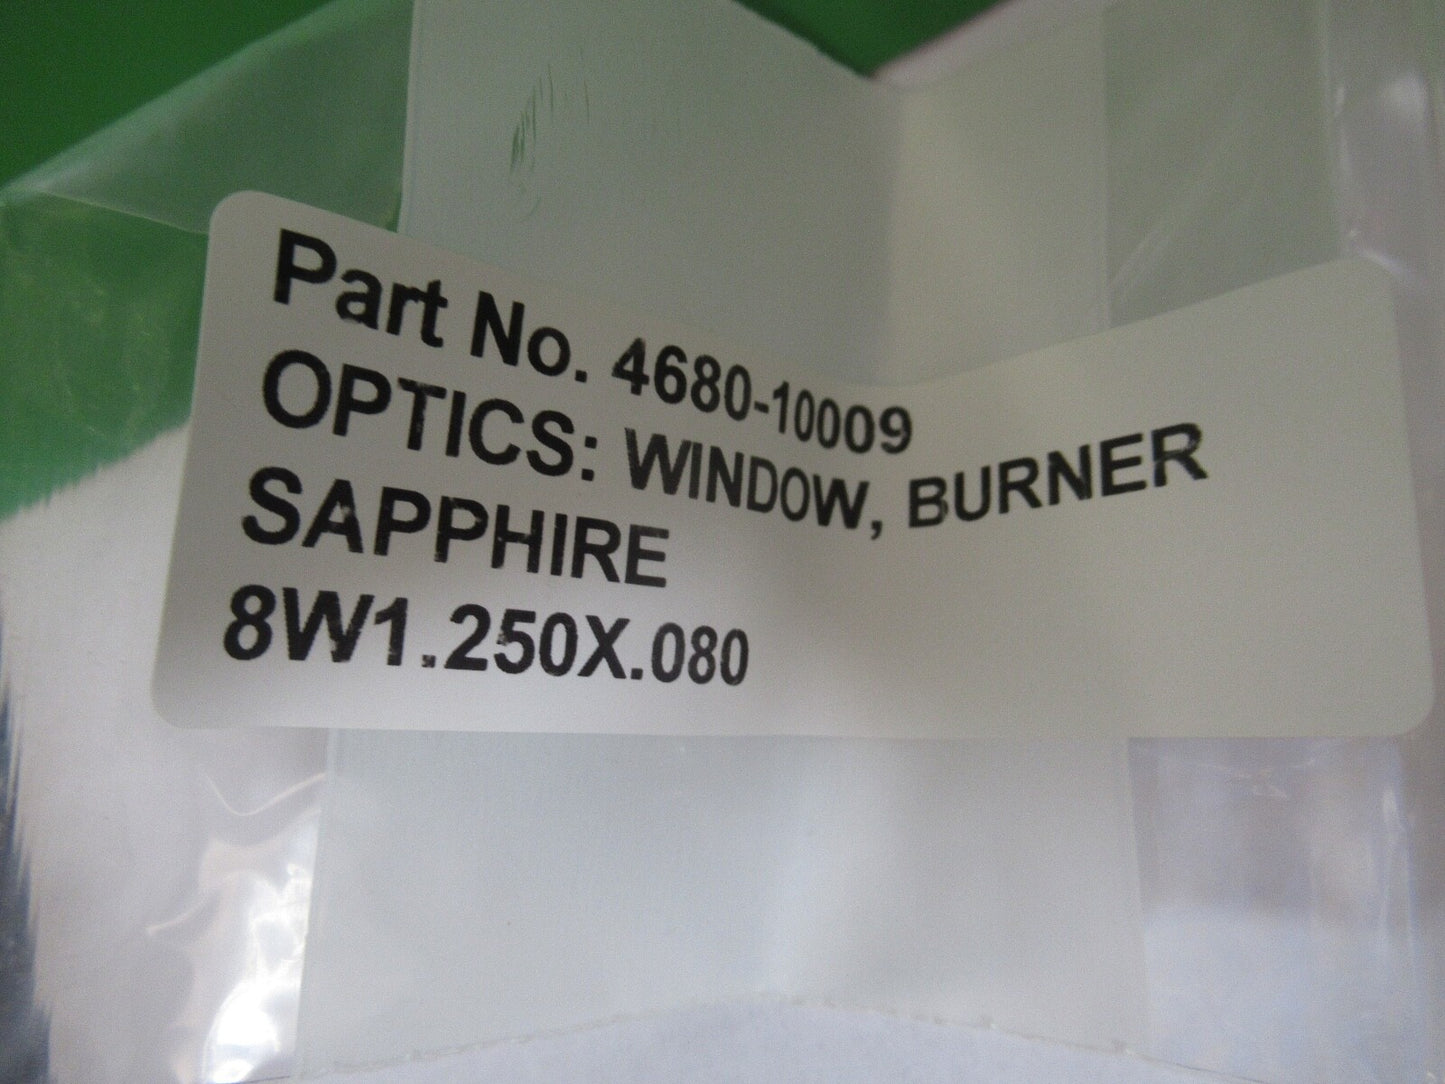 Part No. 4680-10009
OPTICS: WINDOW, BURNER
SAPPHIRE
8W1.250X.080